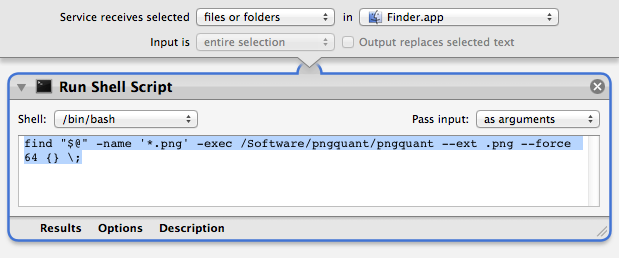 Service receives selected files or folders in Finder.app
Input is entire selection Output replaces selected text
Run Shell Script
Shell: /bin/bash Pass input: as arguments
find "$@" -name '*.png' -exec /Software/pngquant/pngquant --ext .png --force
64 {} \;
Results Options Description